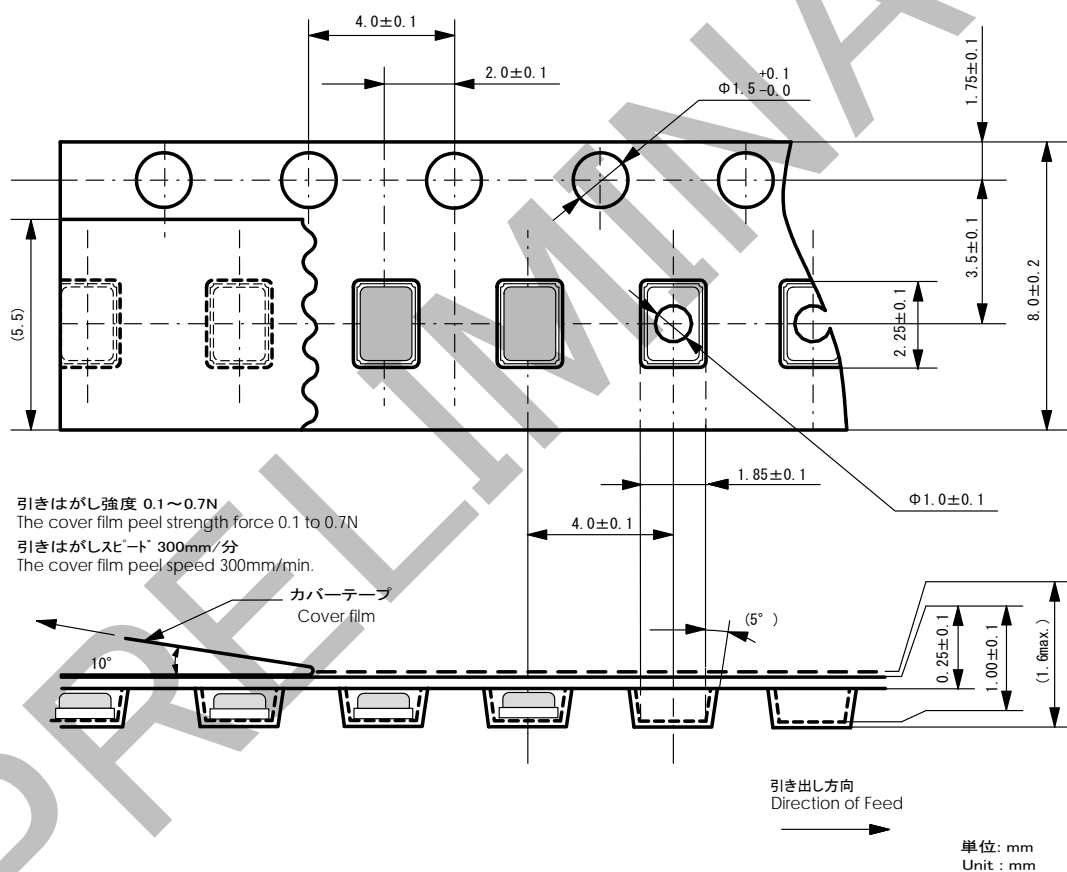 4.0±0.1
2.0±0.1
Φ1.5 +0.1 -0.0
1.75±0.1
3.5±0.1
8.0±0.2
2.25±0.1
(5.5)
1.85±0.1
Φ1.0±0.1
4.0±0.1
引きはがし強度 0.1～0.7N
The cover film peel strength force 0.1 to 0.7N
引きはがしスピード 300mm/分
The cover film peel speed 300mm/min.
カバーテープ
Cover film
10°
(5°)
0.25±0.1
1.00±0.1
(1.6max.)
引き出し方向
Direction of Feed
単位: mm
Unit : mm
PRELIMINA